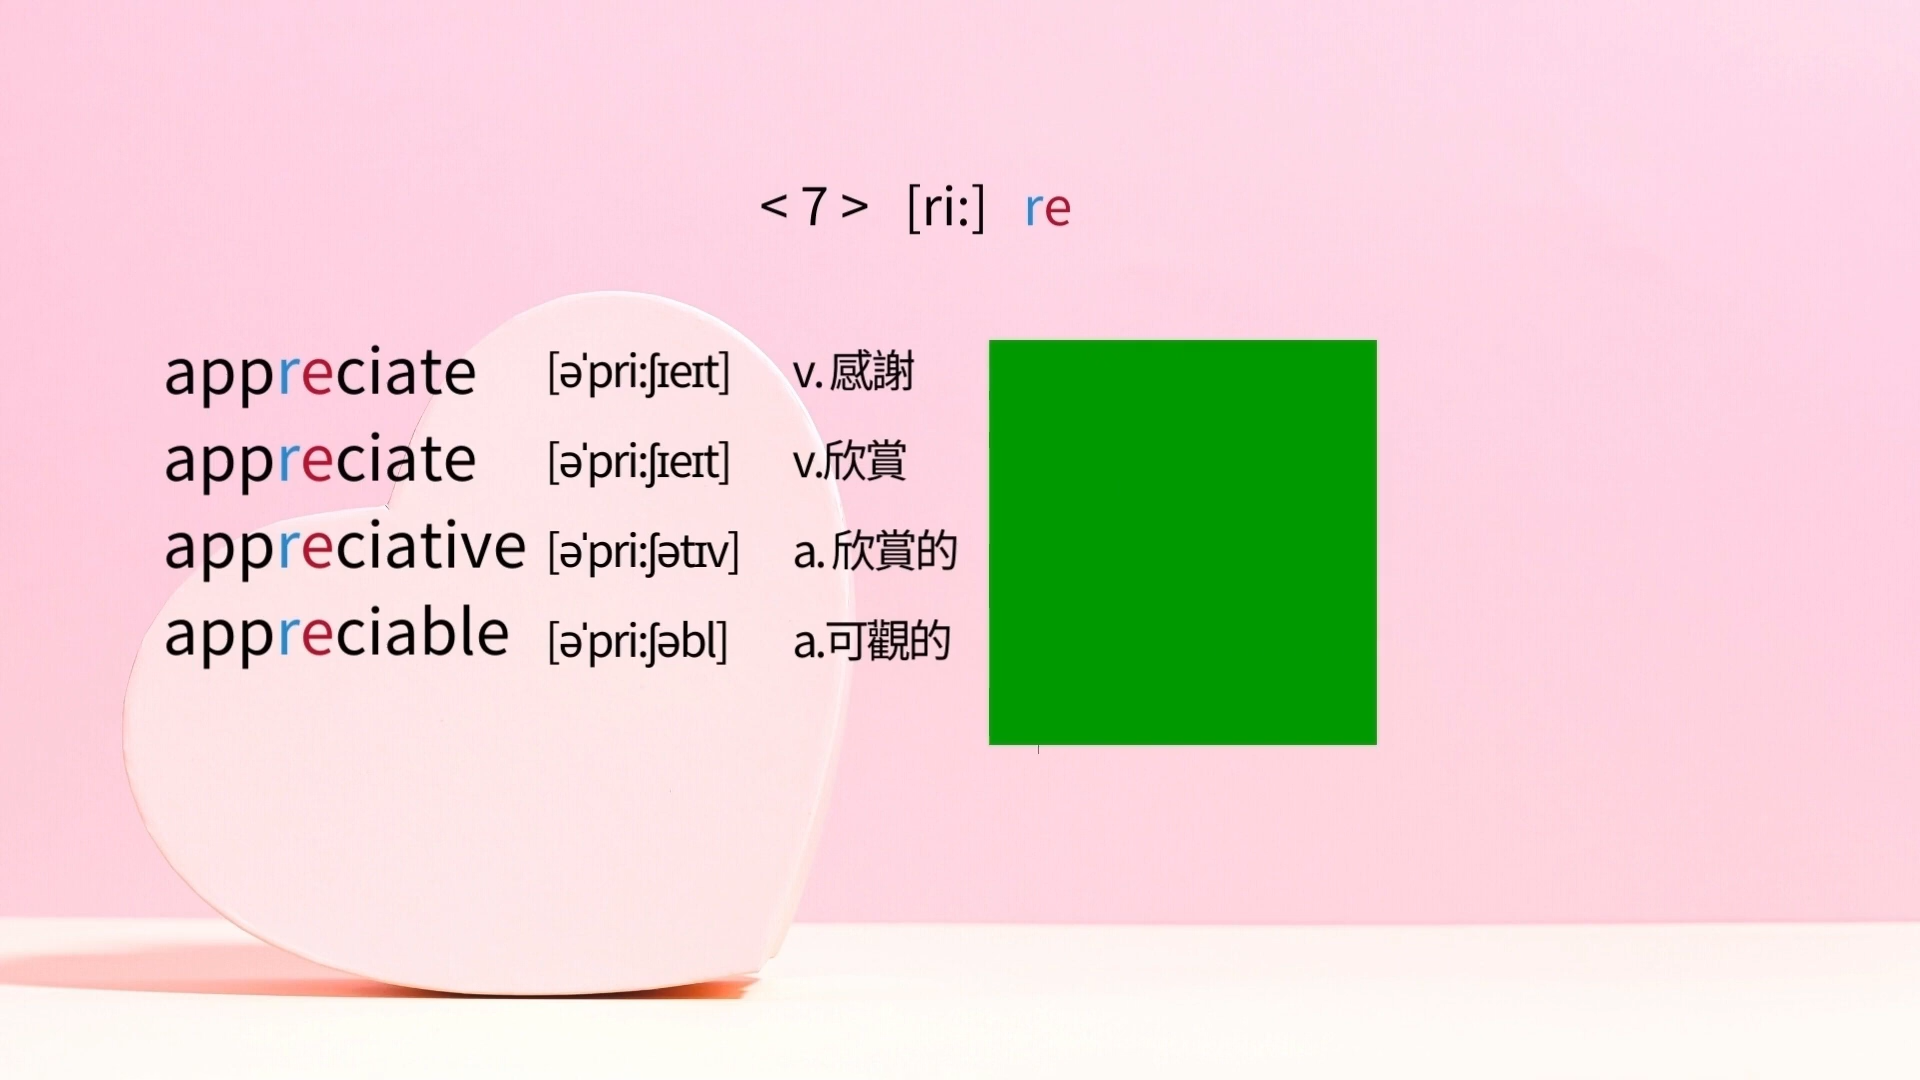 < 7 > [ri:] re
appreciate [ə'pri:ʃɪeɪt] v. 感謝
appreciate [ə'pri:ʃɪeɪt] v.欣賞
appreciative [ə'pri:ʃətɪv] a. 欣賞的
appreciable [ə'pri:ʃəbl] a.可觀的